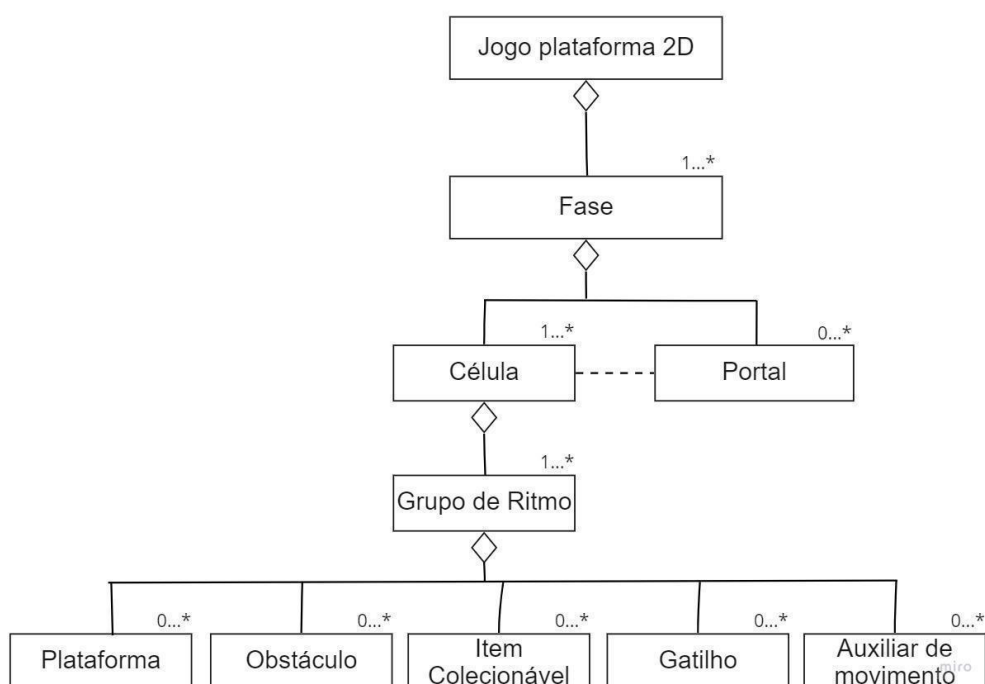 Jogo plataforma 2D
1...*
Fase
1...*
0...*
Célula
Portal
1...*
Grupo de Ritmo
0...*
0...*
0...*
0...*
0...*
Plataforma
Obstáculo
Item
Colecionável
Gatilho
Auxiliar de
movimento
miro